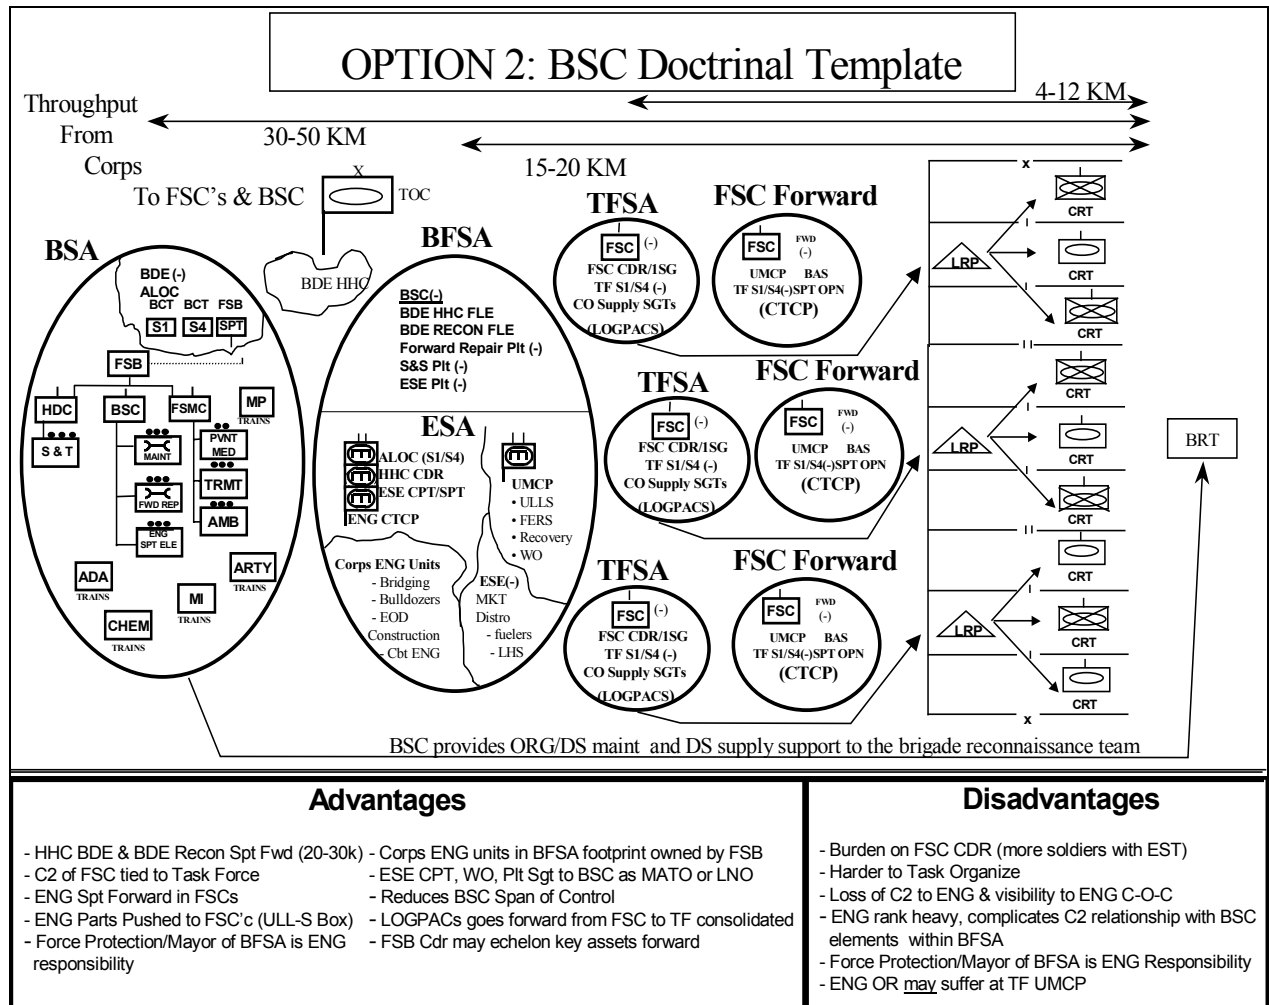 OPTION 2: BSC Doctrinal Template
4-12 KM
Throughput
From
Corps
30-50 KM
15-20 KM
To FSC's & BSC
X
TOC
BDE HHC
BSA
BDE (-)
ALOC
BCT BCT FSB
S1 S4 SPT
FSB
HDC BSC FSMC
MP
TRAINS
S & T
MAINT
PVNT
MED
FWD REP
TRMT
ENG
SPT ELE
AMB
ADA
TRAINS
ARTY
TRAINS
MI
TRAINS
CHEM
TRAINS
BFSA
BSC(-)
BDE HHC FLE
BDE RECON FLE
Forward Repair Plt (-)
S&S Plt (-)
ESE Plt (-)
ESA
ALOC (S1/S4)
HHC CDR
ESE CPT/SPT
ENG CTCP
UMCP
• ULLS
• FERS
• Recovery
• WO
Corps ENG Units
- Bridging
- Bulldozers
- EOD
Construction
- Cbt ENG
ESE(-)
MKT
Distro
- fuelers
- LHS
TFSA
FSC (-)
FSC CDR/1SG
TF S1/S4 (-)
CO Supply SGTs
(LOGPACS)
FSC Forward
FSC FWD
(-)
UMCP BAS
TF S1/S4(-)SPT OPN
(CTCP)
TFSA
FSC (-)
FSC CDR/1SG
TF S1/S4 (-)
CO Supply SGTs
(LOGPACS)
FSC Forward
FSC FWD
(-)
UMCP BAS
TF S1/S4(-)SPT OPN
(CTCP)
TFSA
FSC (-)
FSC CDR/1SG
TF S1/S4 (-)
CO Supply SGTs
(LOGPACS)
FSC Forward
FSC FWD
(-)
UMCP BAS
TF S1/S4(-)SPT OPN
(CTCP)
x
CRT
I
LRP
CRT
I
CRT
I I
CRT
I
LRP
CRT
I
CRT
I I
CRT
I
LRP
CRT
I
CRT
x
BRT
BSC provides ORG/DS maint and DS supply support to the brigade reconnaissance team
Advantages
- HHC BDE & BDE Recon Spt Fwd (20-30k)
- C2 of FSC tied to Task Force
- ENG Spt Forward in FSCs
- ENG Parts Pushed to FSC'c (ULL-S Box)
- Force Protection/Mayor of BFSA is ENG
responsibility
- Corps ENG units in BFSA footprint owned by FSB
- ESE CPT, WO, Plt Sgt to BSC as MATO or LNO
- Reduces BSC Span of Control
- LOGPACs goes forward from FSC to TF consolidated
- FSB Cdr may echelon key assets forward
Disadvantages
- Burden on FSC CDR (more soldiers with EST)
- Harder to Task Organize
- Loss of C2 to ENG & visibility to ENG C-O-C
- ENG rank heavy, complicates C2 relationship with BSC
elements within BFSA
- Force Protection/Mayor of BFSA is ENG Responsibility
- ENG OR may suffer at TF UMCP